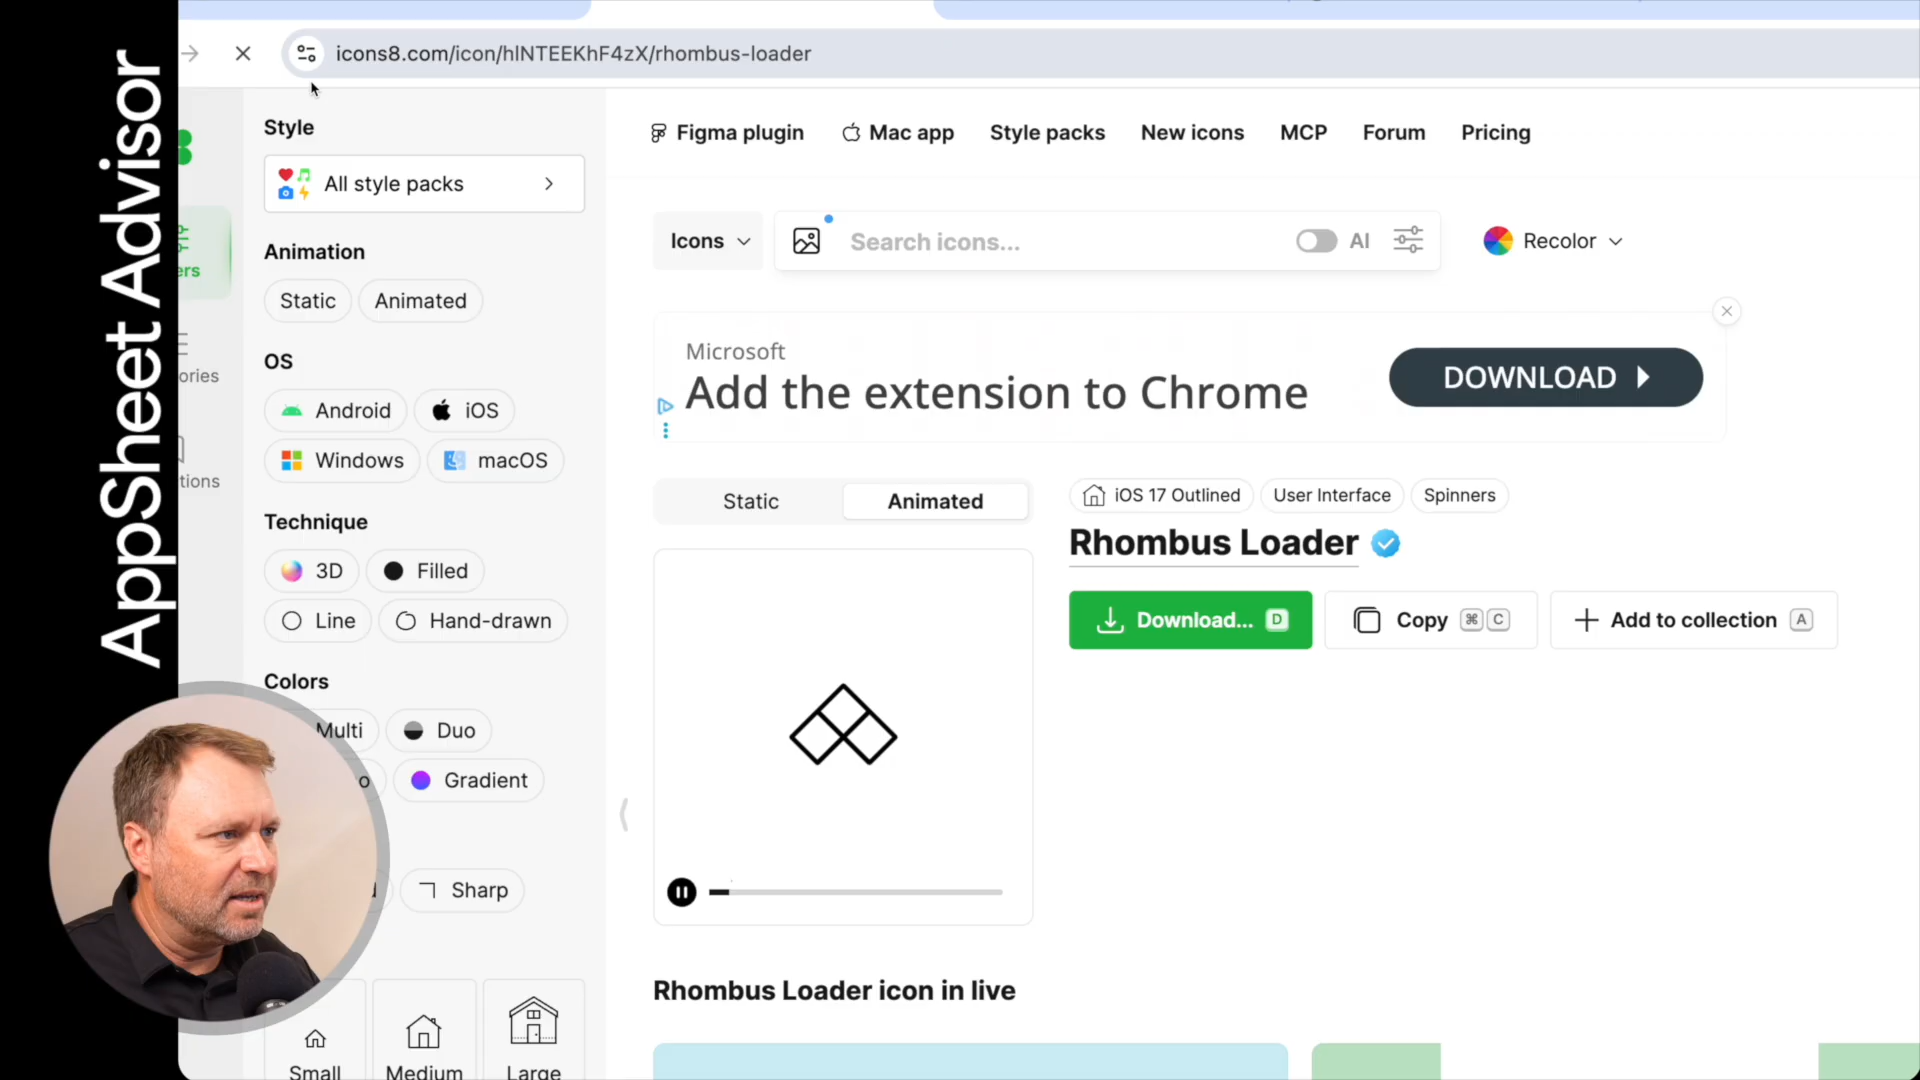 AppSheet Advisor
icons8.com/icon/hlNTEEKhF4zX/rhombus-loader
Style
All style packs
Animation
Static
Animated
OS
Android
iOS
Windows
macOS
Technique
3D
Filled
Line
Hand-drawn
Colors
Multi
Duo
o
Gradient
Sharp
Small
Medium
Large
ers
ories
tions
Figma plugin
Mac app
Style packs
New icons
MCP
Forum
Pricing
Icons
Search icons...
AI
Recolor
Microsoft
Add the extension to Chrome
DOWNLOAD
Static
Animated
iOS 17 Outlined
User Interface
Spinners
Rhombus Loader
Download... D
Copy ⌘ C
Add to collection A
Rhombus Loader icon in live